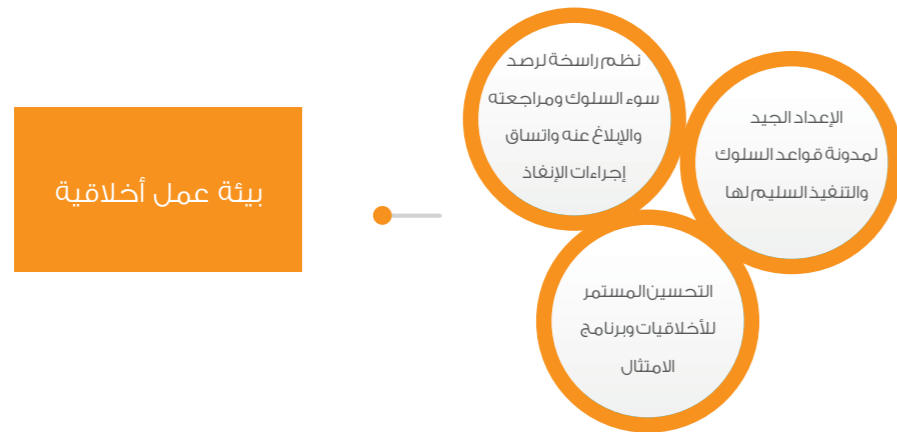 الإعداد الجيد
لمدونة قواعد السلوك
والتنفيذ السليم لها
نظم راسخة لرصد
سوء السلوك ومراجعته
والإبلاغ عنه واتساق
إجراءات الإنفاذ
التحسين المستمر
للأخلاقيات وبرنامج
الامتثال
بيئة عمل أخلاقية